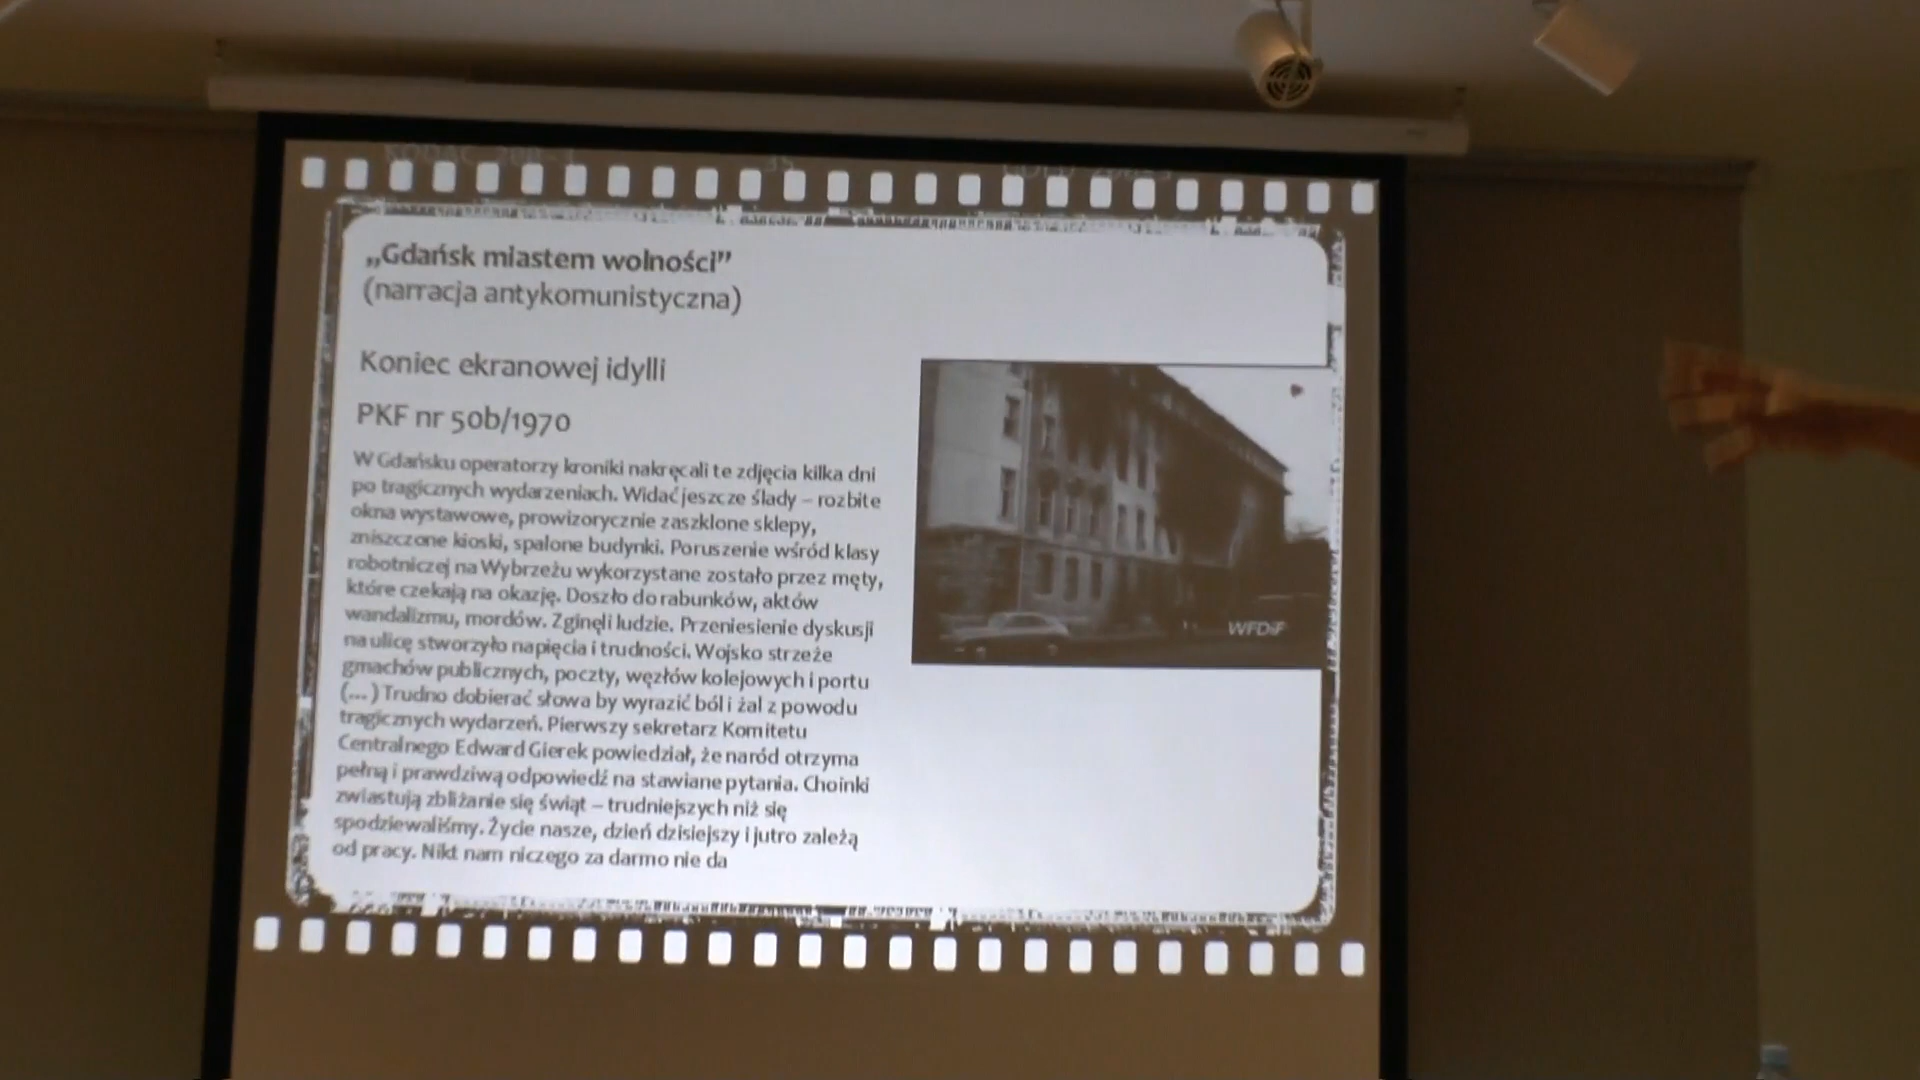 „Gdańsk miastem wolności”
(narracja antykomunistyczna)
Koniec ekranowej idylli
PKF nr 50b/1970
W Gdańsku operatorzy kroniki nakręcali te zdjęcia kilka dni
po tragicznych wydarzeniach. Widać jeszcze ślady – rozbite
okna wystawowe, prowizorycznie zaszklone sklepy,
zniszczone kioski, spalone budynki. Poruszenie wśród klasy
robotniczej na Wybrzeżu wykorzystane zostało przez męty,
które czekają na okazję. Doszło do rabunków, aktów
wandalizmu, mordów. Zginęli ludzie. Przeniesienie dyskusji
na ulicę stworzyło napięcia i trudności. Wojsko strzeże
gmachów publicznych, poczty, węzłów kolejowych i portu
(...) Trudno dobierać słowa by wyrazić ból i żal z powodu
tragicznych wydarzeń. Pierwszy sekretarz Komitetu
Centralnego Edward Gierek powiedział, że naród otrzyma
pełną i prawdziwą odpowiedź na stawiane pytania. Choinki
zwiastują zbliżanie się świąt – trudniejszych niż się
spodziewaliśmy. Życie nasze, dzień dzisiejszy i jutro zależą
od pracy. Nikt nam niczego za darmo nie da
WFDiF